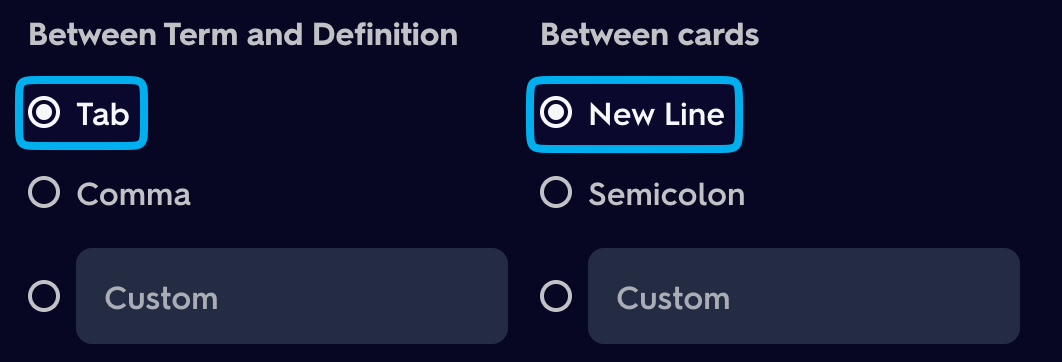 Between Term and Definition
Between cards
Tab
New Line
Comma
Semicolon
Custom
Custom